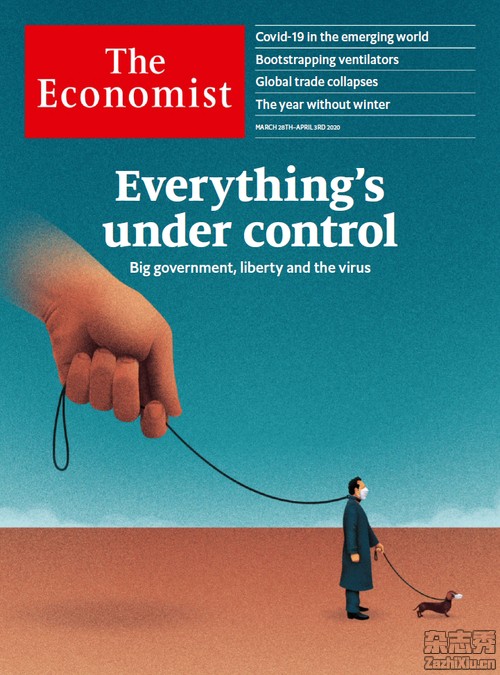 The
Economist
Covid-19 in the emerging world
Bootstrapping ventilators
Global trade collapses
The year without winter
MARCH 28TH–APRIL 3RD 2020
Everything's
under control
Big government, liberty and the virus
杂志秀
ZazhiXiu.cn